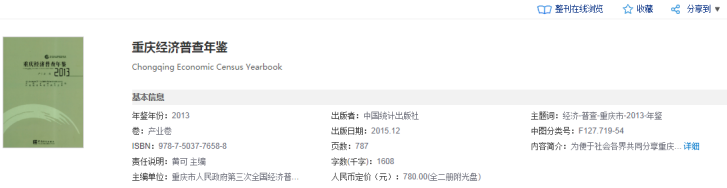 整刊在线浏览 收藏 分享到
重庆经济普查年鉴
Chongqing Economic Census Yearbook
重庆经济普查年鉴
2013
基本信息
年鉴年份：2013 出版者：中国统计出版社 主题词：经济-普查-重庆市-2013-年鉴
卷：产业卷 出版日期：2015.12 中图分类号：F127.719-54
ISBN：978-7-5037-7658-8 页数：787 内容简介：为便于社会各界共同分享重庆... 详细
责任说明：黄可 主编 字数(千字)：1608
主编单位：重庆市人民政府第三次全国经济普... 人民币定价（元）：780.00(全二册附光盘)